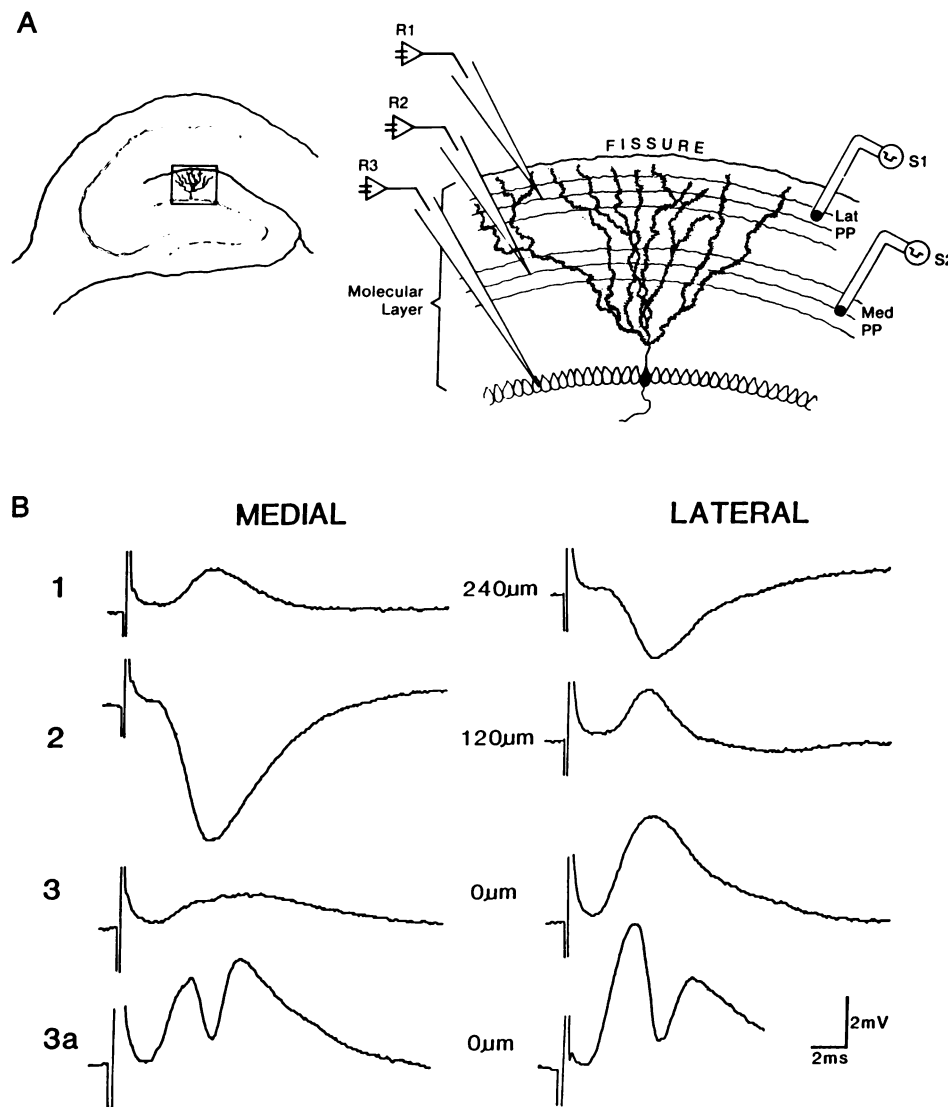 A
R1
R2
R3
FISSURE
S1
Lat
PP
S2
Med
PP
Molecular
Layer
B
MEDIAL
LATERAL
1
240μm
2
120μm
3
0μm
3a
0μm
2mV
2ms